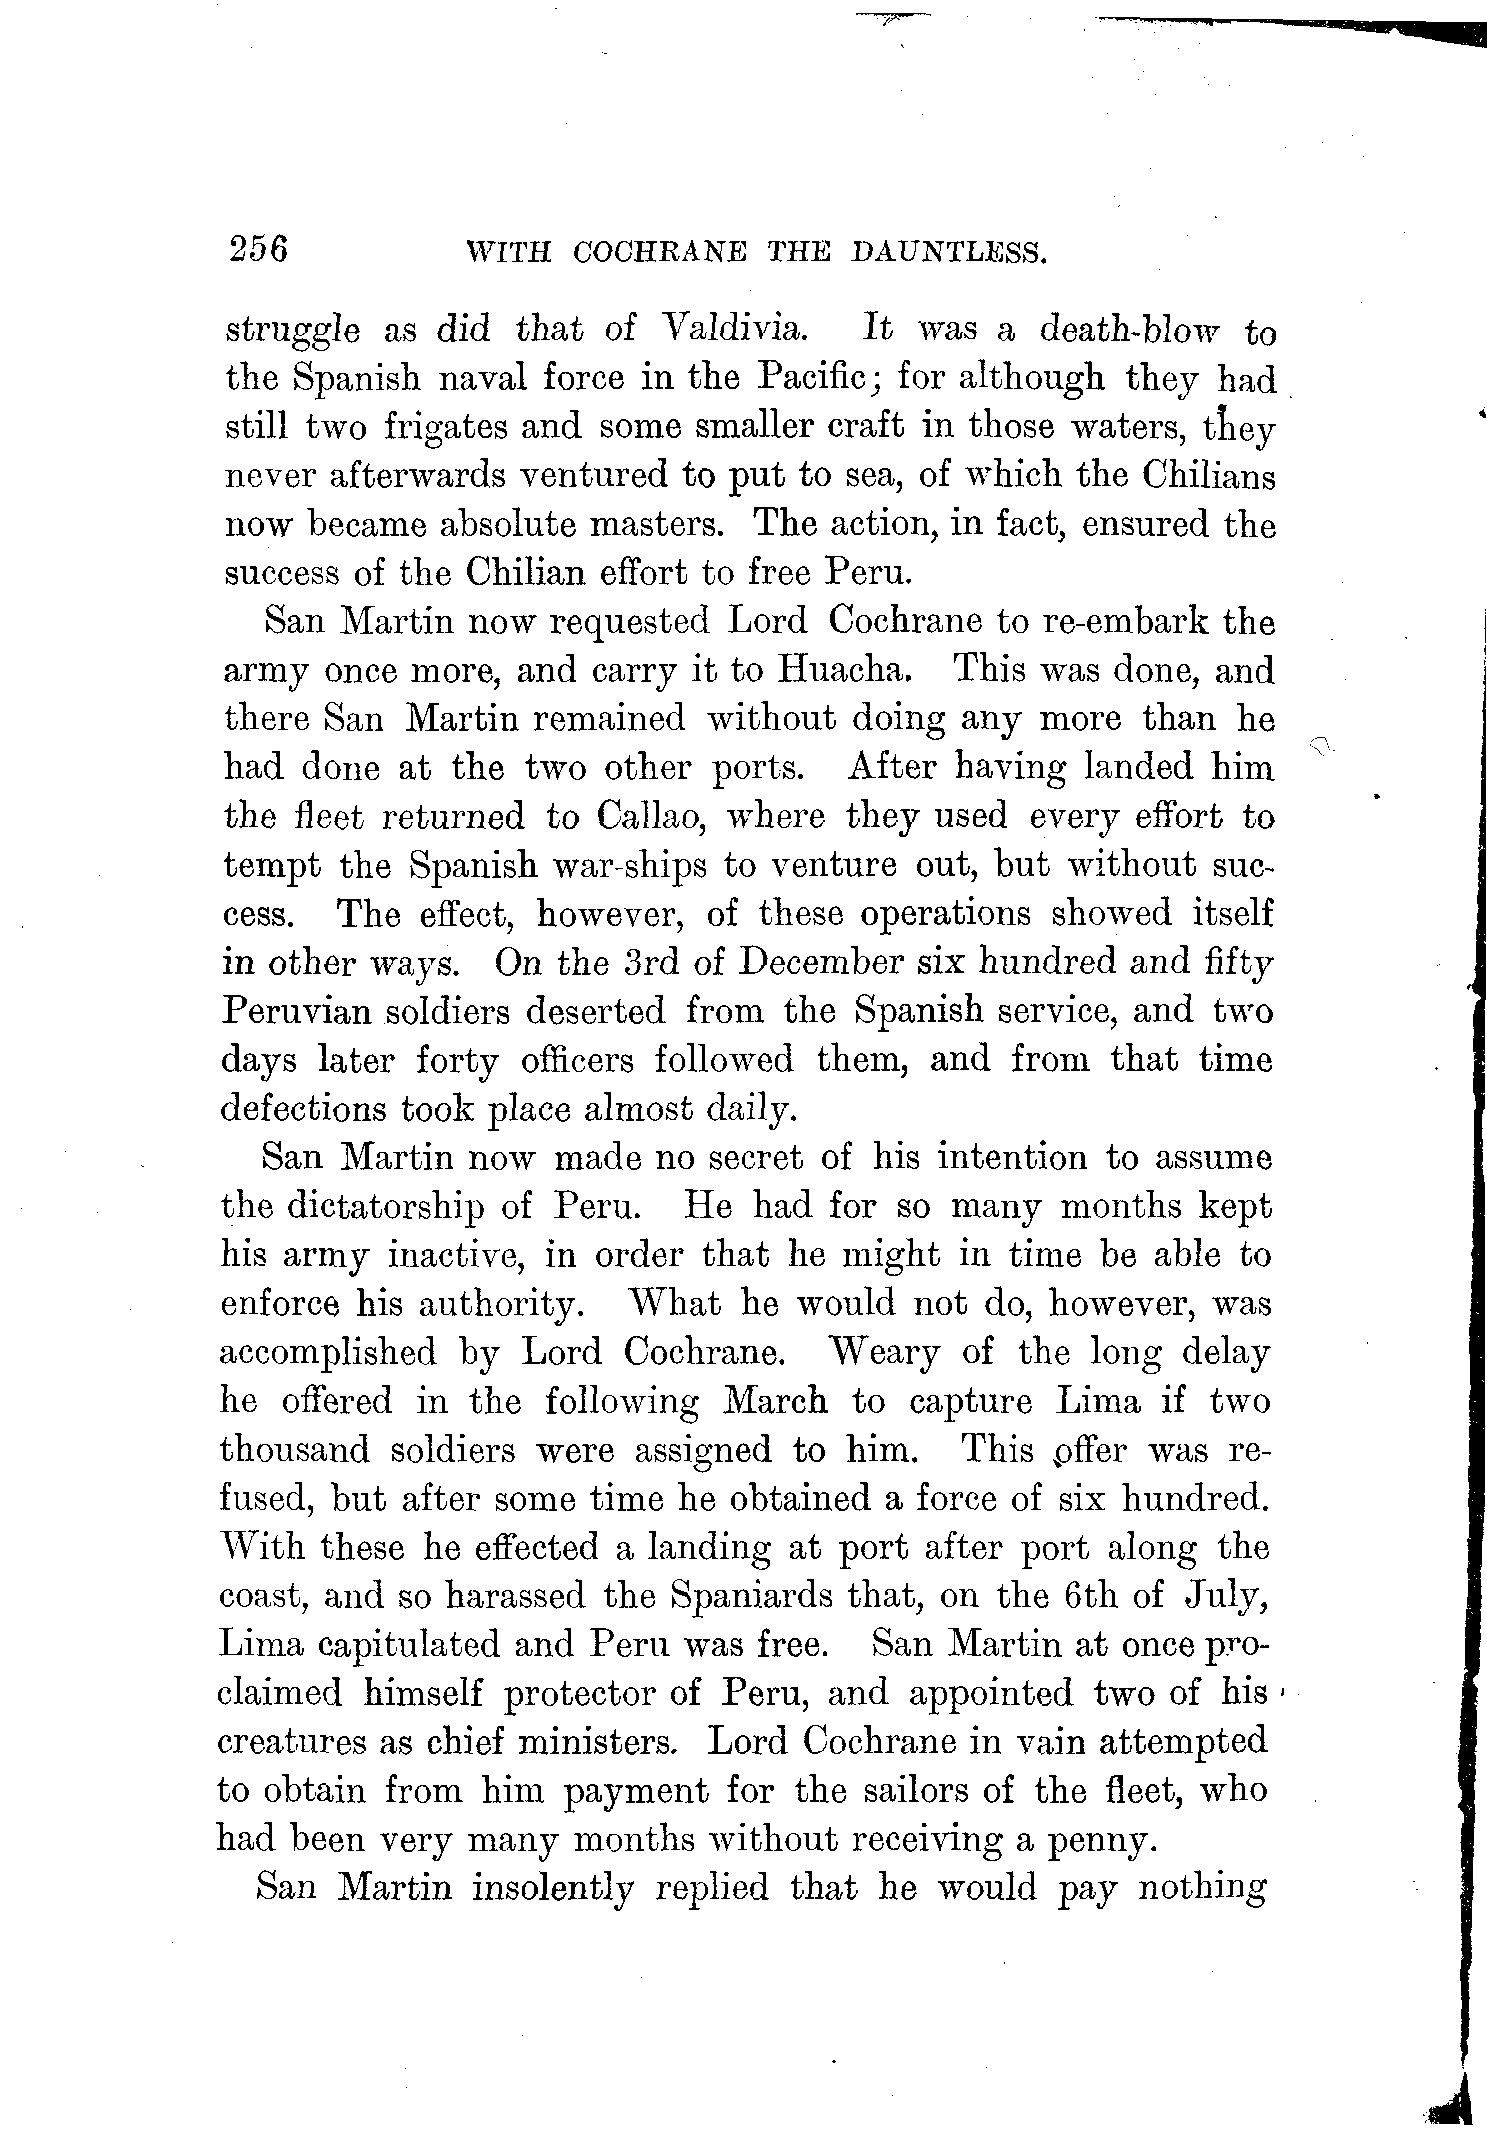 256 WITH COCHRANE THE DAUNTLESS.
struggle as did that of Valdivia. It was a death-blow to
the Spanish naval force in the Pacific; for although they had
still two frigates and some smaller craft in those waters, they
never afterwards ventured to put to sea, of which the Chilians
now became absolute masters. The action, in fact, ensured the
success of the Chilian effort to free Peru.
San Martin now requested Lord Cochrane to re-embark the
army once more, and carry it to Huacha. This was done, and
there San Martin remained without doing any more than he
had done at the two other ports. After having landed him
the fleet returned to Callao, where they used every effort to
tempt the Spanish war-ships to venture out, but without suc-
cess. The effect, however, of these operations showed itself
in other ways. On the 3rd of December six hundred and fifty
Peruvian soldiers deserted from the Spanish service, and two
days later forty officers followed them, and from that time
defections took place almost daily.
San Martin now made no secret of his intention to assume
the dictatorship of Peru. He had for so many months kept
his army inactive, in order that he might in time be able to
enforce his authority. What he would not do, however, was
accomplished by Lord Cochrane. Weary of the long delay
he offered in the following March to capture Lima if two
thousand soldiers were assigned to him. This offer was re-
fused, but after some time he obtained a force of six hundred.
With these he effected a landing at port after port along the
coast, and so harassed the Spaniards that, on the 6th of July,
Lima capitulated and Peru was free. San Martin at once pro-
claimed himself protector of Peru, and appointed two of his
creatures as chief ministers. Lord Cochrane in vain attempted
to obtain from him payment for the sailors of the fleet, who
had been very many months without receiving a penny.
San Martin insolently replied that he would pay nothing